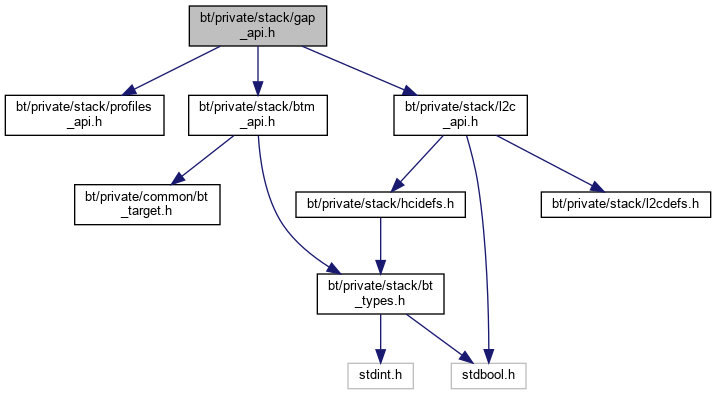 bt/private/stack/gap
_api.h
bt/private/stack/profiles
_api.h
bt/private/stack/btm
_api.h
bt/private/stack/l2c
_api.h
bt/private/common/bt
_target.h
bt/private/stack/hcidefs.h
bt/private/stack/l2cdefs.h
bt/private/stack/bt
_types.h
stdint.h
stdbool.h